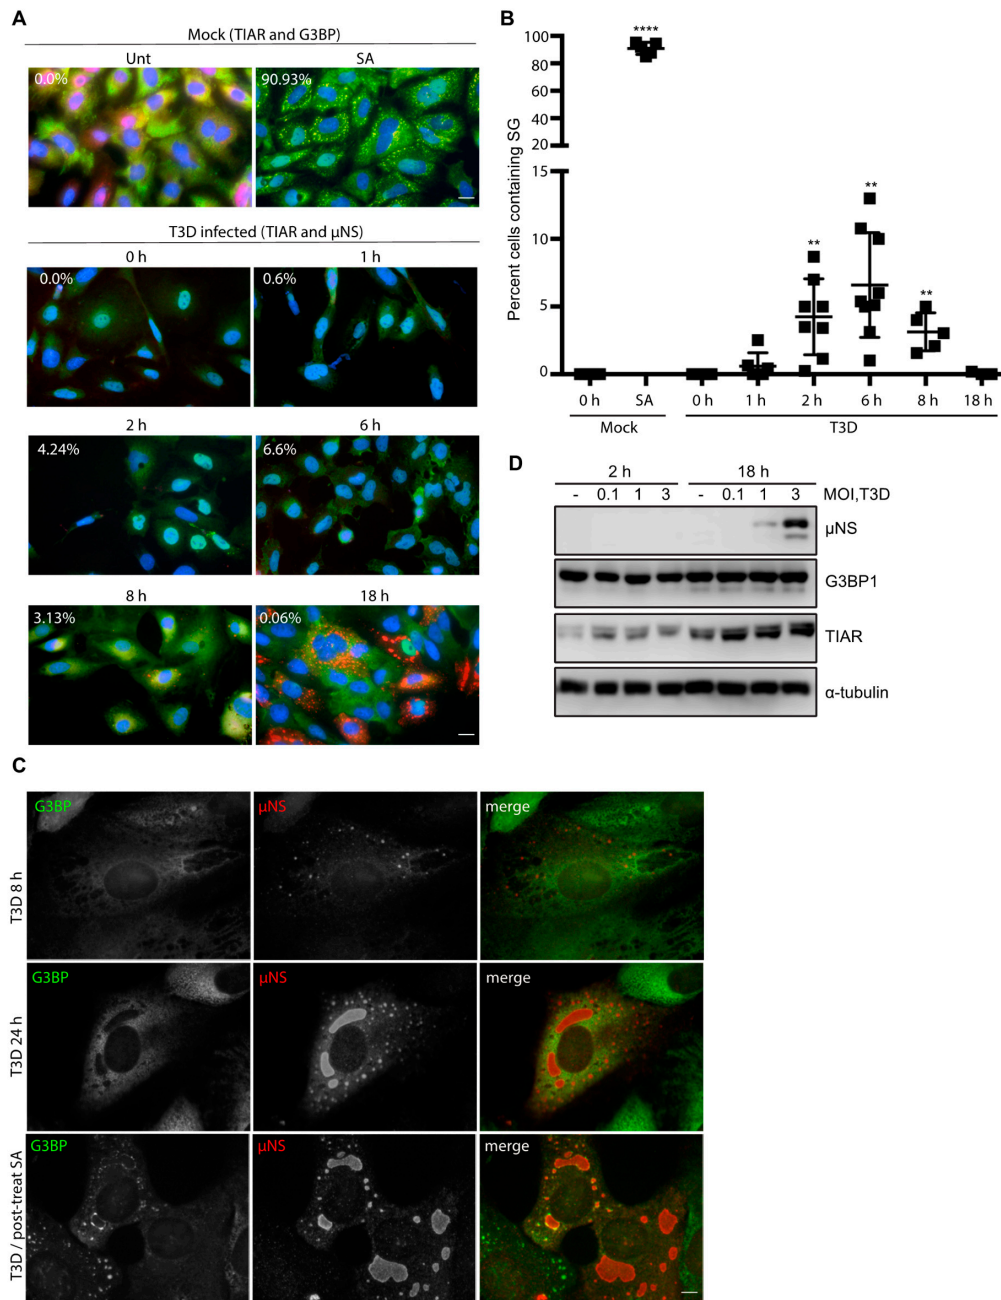 A
Mock (TIAR and G3BP)
Unt
SA
0.0%
90.93%
T3D infected (TIAR and µNS)
0 h
1 h
0.0%
0.6%
2 h
6 h
4.24%
6.6%
8 h
18 h
3.13%
0.06%
B
Percent cells containing SG
100
80
60
40
20
15
10
5
0
****
**
**
**
0 h
SA
0 h
1 h
2 h
6 h
8 h
18 h
Mock
T3D
D
2 h
18 h
-
0.1
1
3
-
0.1
1
3
MOI,T3D
µNS
G3BP1
TIAR
α-tubulin
C
T3D 8 h
G3BP
µNS
merge
T3D 24 h
G3BP
µNS
merge
T3D / post-treat SA
G3BP
µNS
merge